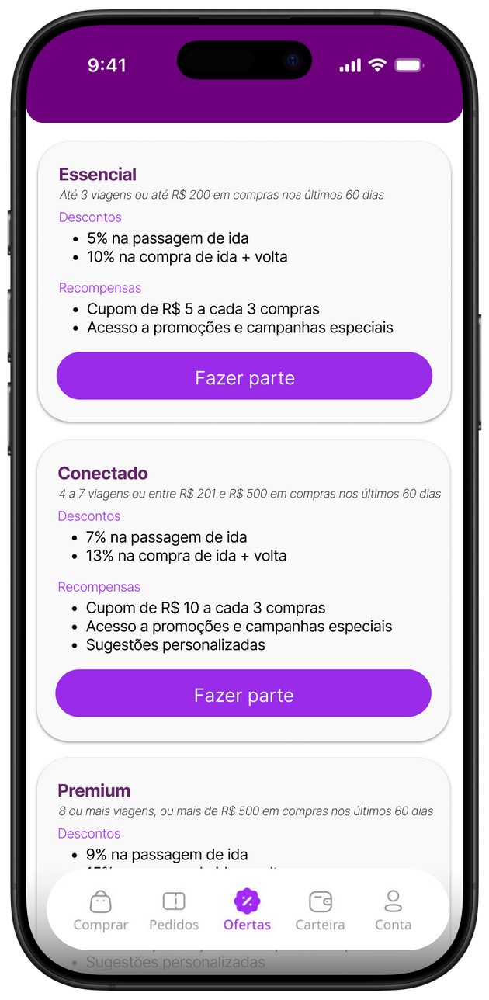 9:41
Essencial
Até 3 viagens ou até R$ 200 em compras nos últimos 60 dias
Descontos
• 5% na passagem de ida
• 10% na compra de ida + volta
Recompensas
• Cupom de R$ 5 a cada 3 compras
• Acesso a promoções e campanhas especiais
Fazer parte
Conectado
4 a 7 viagens ou entre R$ 201 e R$ 500 em compras nos últimos 60 dias
Descontos
• 7% na passagem de ida
• 13% na compra de ida + volta
Recompensas
• Cupom de R$ 10 a cada 3 compras
• Acesso a promoções e campanhas especiais
• Sugestões personalizadas
Fazer parte
Premium
8 ou mais viagens, ou mais de R$ 500 em compras nos últimos 60 dias
Descontos
• 9% na passagem de ida
Comprar Pedidos Ofertas Carteira Conta
• Sugestões personalizadas